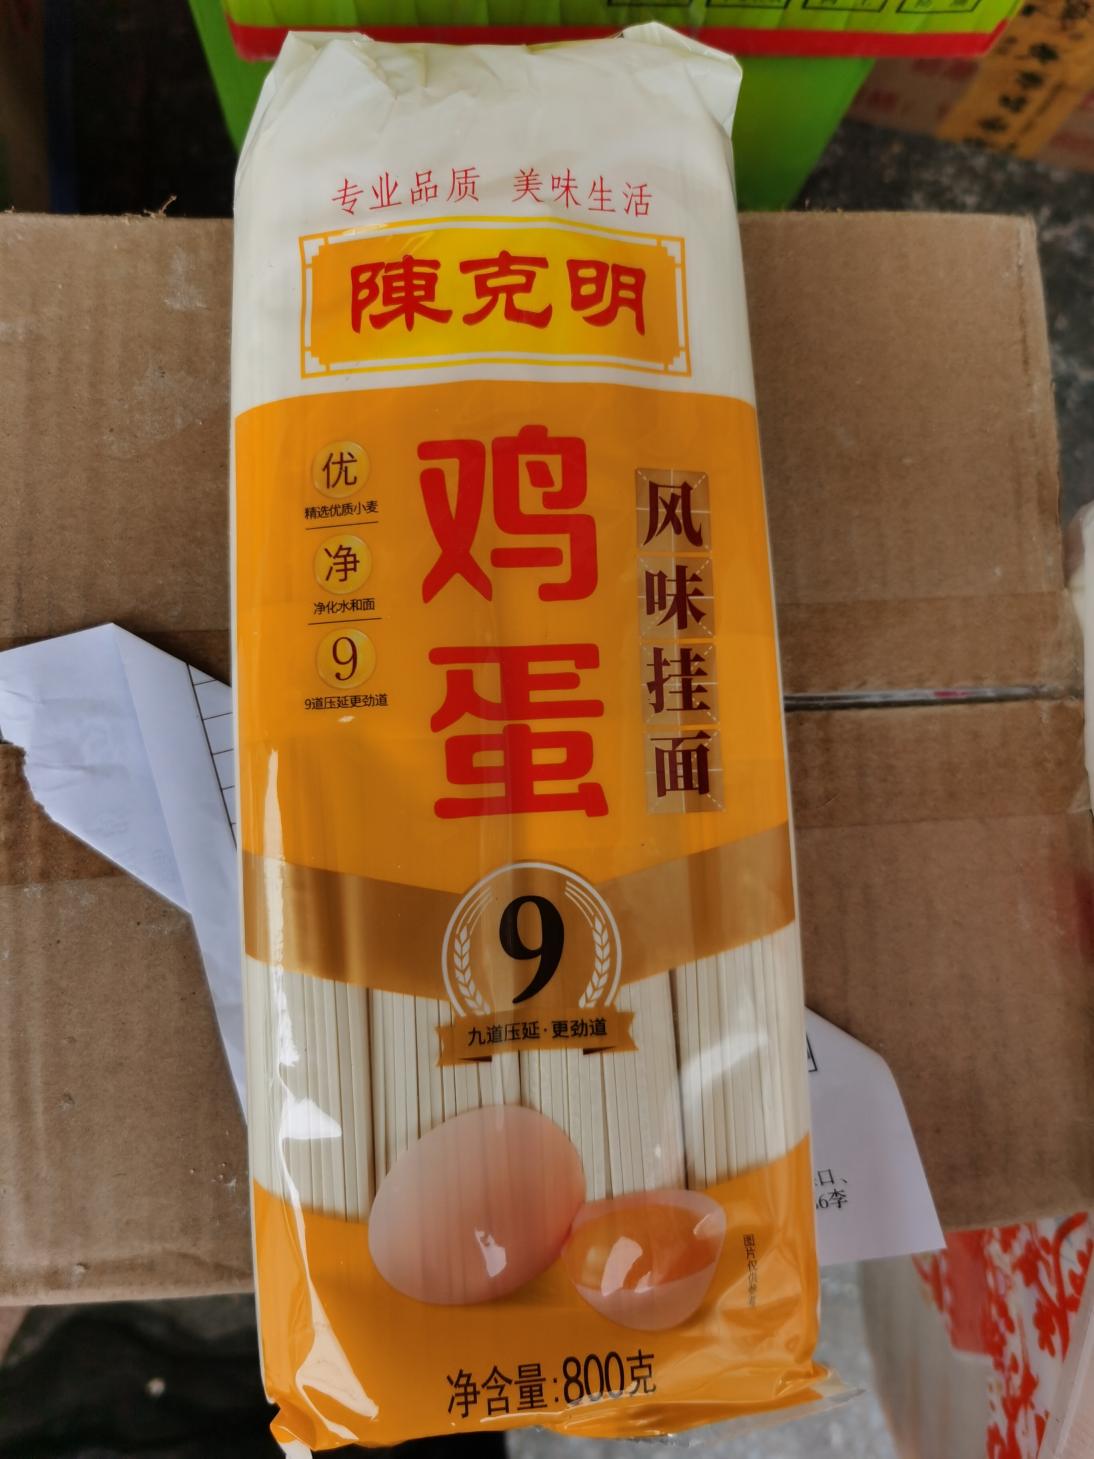 专业品质 美味生活
陳克明
鸡蛋
风味挂面
优
精选优质小麦
净
净化水和面
9
9道压延更劲道
9
九道压延·更劲道
图片仅供参考
净含量:800克
口、
6李